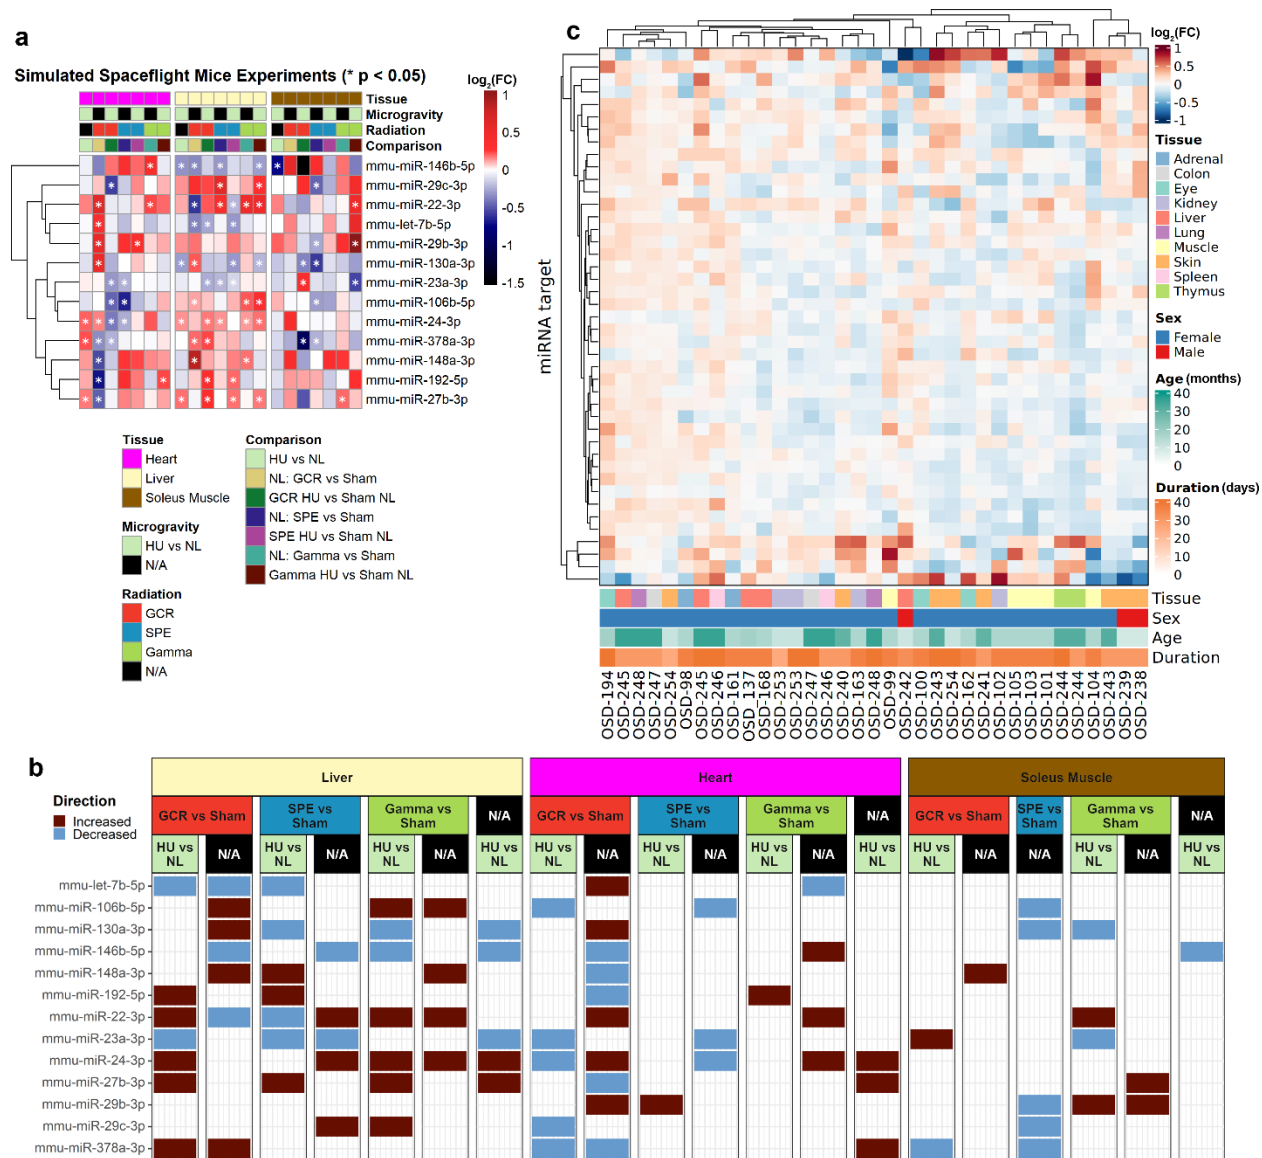 a
Simulated Spaceflight Mice Experiments (* p < 0.05)
log2(FC)
1
0.5
0
-0.5
-1
-1.5
Tissue
Microgravity
Radiation
Comparison
mmu-miR-146b-5p
mmu-miR-29c-3p
mmu-miR-22-3p
mmu-let-7b-5p
mmu-miR-29b-3p
mmu-miR-130a-3p
mmu-miR-23a-3p
mmu-miR-106b-5p
mmu-miR-24-3p
mmu-miR-378a-3p
mmu-miR-148a-3p
mmu-miR-192-5p
mmu-miR-27b-3p
Tissue
Heart
Liver
Soleus Muscle
Microgravity
HU vs NL
N/A
Radiation
GCR
SPE
Gamma
N/A
Comparison
HU vs NL
NL: GCR vs Sham
GCR HU vs Sham NL
NL: SPE vs Sham
SPE HU vs Sham NL
NL: Gamma vs Sham
Gamma HU vs Sham NL
c
miRNA target
log2(FC)
1
0.5
0
-0.5
-1
Tissue
Adrenal
Colon
Eye
Kidney
Liver
Lung
Muscle
Skin
Spleen
Thymus
Sex
Female
Male
Age (months)
40
30
20
10
0
Duration (days)
40
30
20
10
0
Tissue
Sex
Age
Duration
OSD-194
OSD-245
OSD-248
OSD-247
OSD-254
OSD-98
OSD-245
OSD-246
OSD-161
OSD_137
OSD_168
OSD-253
OSD-253
OSD-247
OSD-246
OSD-240
OSD-163
OSD-248
OSD-99
OSD-242
OSD-100
OSD-243
OSD-254
OSD-162
OSD-241
OSD-102
OSD-105
OSD-103
OSD-101
OSD-244
OSD-244
OSD-104
OSD-243
OSD-239
OSD-238
b
Direction
Increased
Decreased
Liver
Heart
Soleus Muscle
GCR vs Sham
SPE vs Sham
Gamma vs Sham
N/A
GCR vs Sham
SPE vs Sham
Gamma vs Sham
N/A
GCR vs Sham
SPE vs Sham
Gamma vs Sham
N/A
HU vs NL
N/A
HU vs NL
N/A
HU vs NL
N/A
HU vs NL
HU vs NL
N/A
HU vs NL
N/A
HU vs NL
N/A
HU vs NL
HU vs NL
N/A
N/A
HU vs NL
N/A
HU vs NL
mmu-let-7b-5p
mmu-miR-106b-5p
mmu-miR-130a-3p
mmu-miR-146b-5p
mmu-miR-148a-3p
mmu-miR-192-5p
mmu-miR-22-3p
mmu-miR-23a-3p
mmu-miR-24-3p
mmu-miR-27b-3p
mmu-miR-29b-3p
mmu-miR-29c-3p
mmu-miR-378a-3p